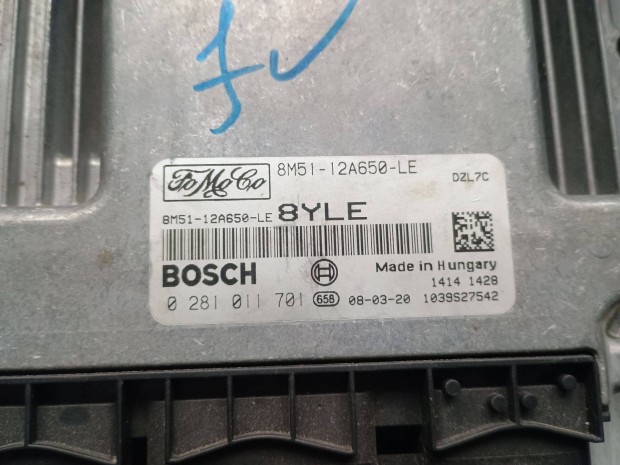 FoMoCo 8M51-12A650-LE
DZL7C
8M51-12A650-LE 8YLE
BOSCH Made in Hungary
1414 1428
0 281 011 701 658 08-03-20 1039S27542